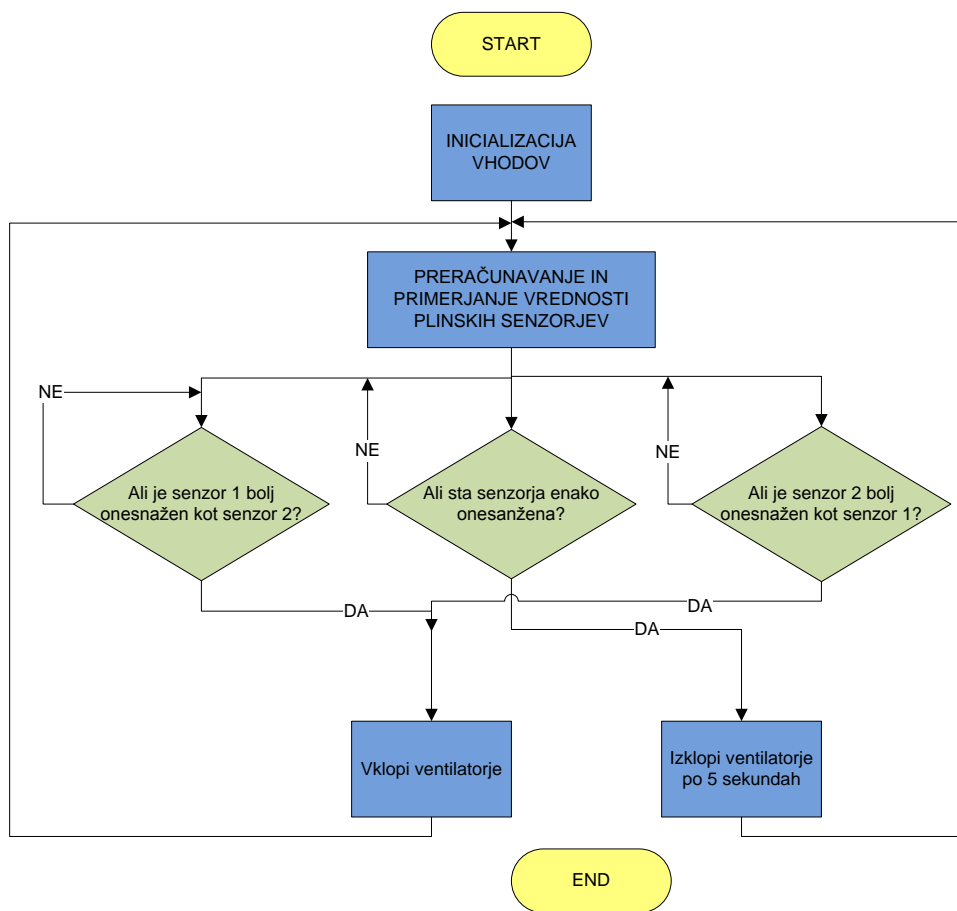 START
INICIALIZACIJA
VHODOV
PRERAČUNAVANJE IN
PRIMERJANJE VREDNOSTI
PLINSKIH SENZORJEV
NE
NE
NE
Ali je senzor 1 bolj
onesnažen kot senzor 2?
Ali sta senzorja enako
onesanžena?
Ali je senzor 2 bolj
onesnažen kot senzor 1?
DA
DA
DA
Vklopi ventilatorje
Izklopi ventilatorje
po 5 sekundah
END